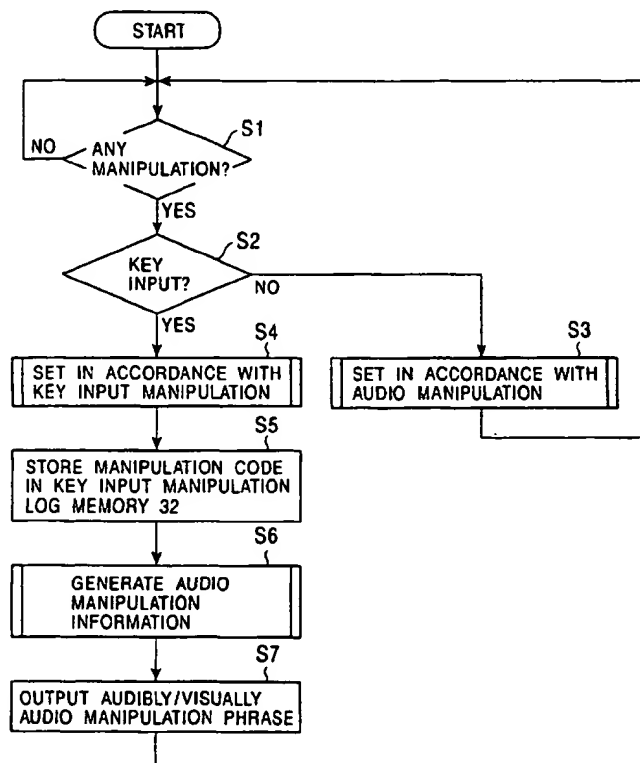 START
S1
NO
ANY
MANIPULATION?
YES
S2
KEY
INPUT?
NO
YES
S4
SET IN ACCORDANCE WITH
KEY INPUT MANIPULATION
S3
SET IN ACCORDANCE WITH
AUDIO MANIPULATION
S5
STORE MANIPULATION CODE
IN KEY INPUT MANIPULATION
LOG MEMORY 32
S6
GENERATE AUDIO
MANIPULATION
INFORMATION
S7
OUTPUT AUDIBLY/VISUALLY
AUDIO MANIPULATION PHRASE